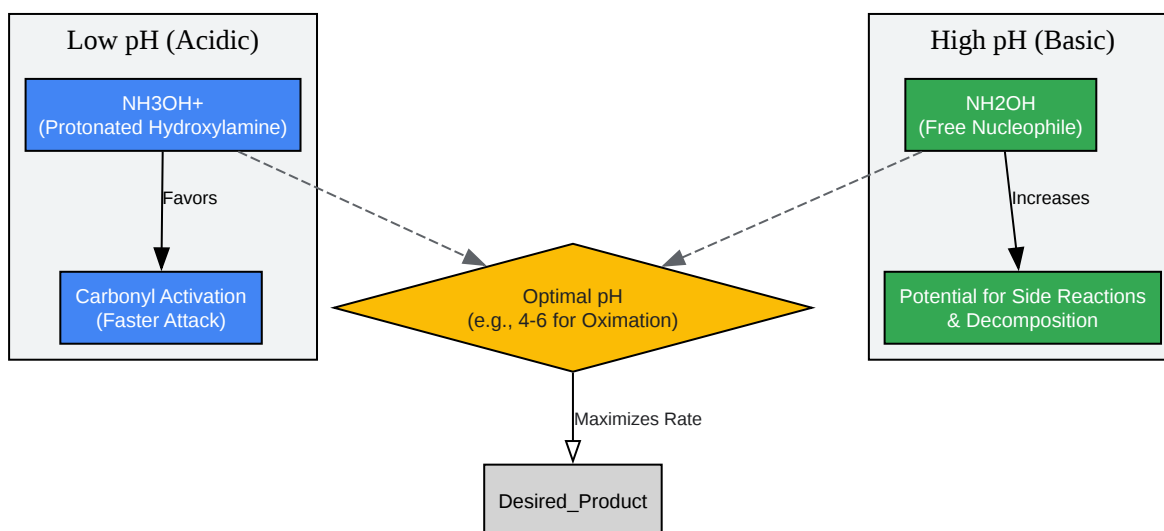 Low pH (Acidic)
NH3OH+
(Protonated Hydroxylamine)
Favors
Carbonyl Activation
(Faster Attack)
High pH (Basic)
NH2OH
(Free Nucleophile)
Increases
Potential for Side Reactions
& Decomposition
Optimal pH
(e.g., 4-6 for Oximation)
Maximizes Rate
Desired_Product